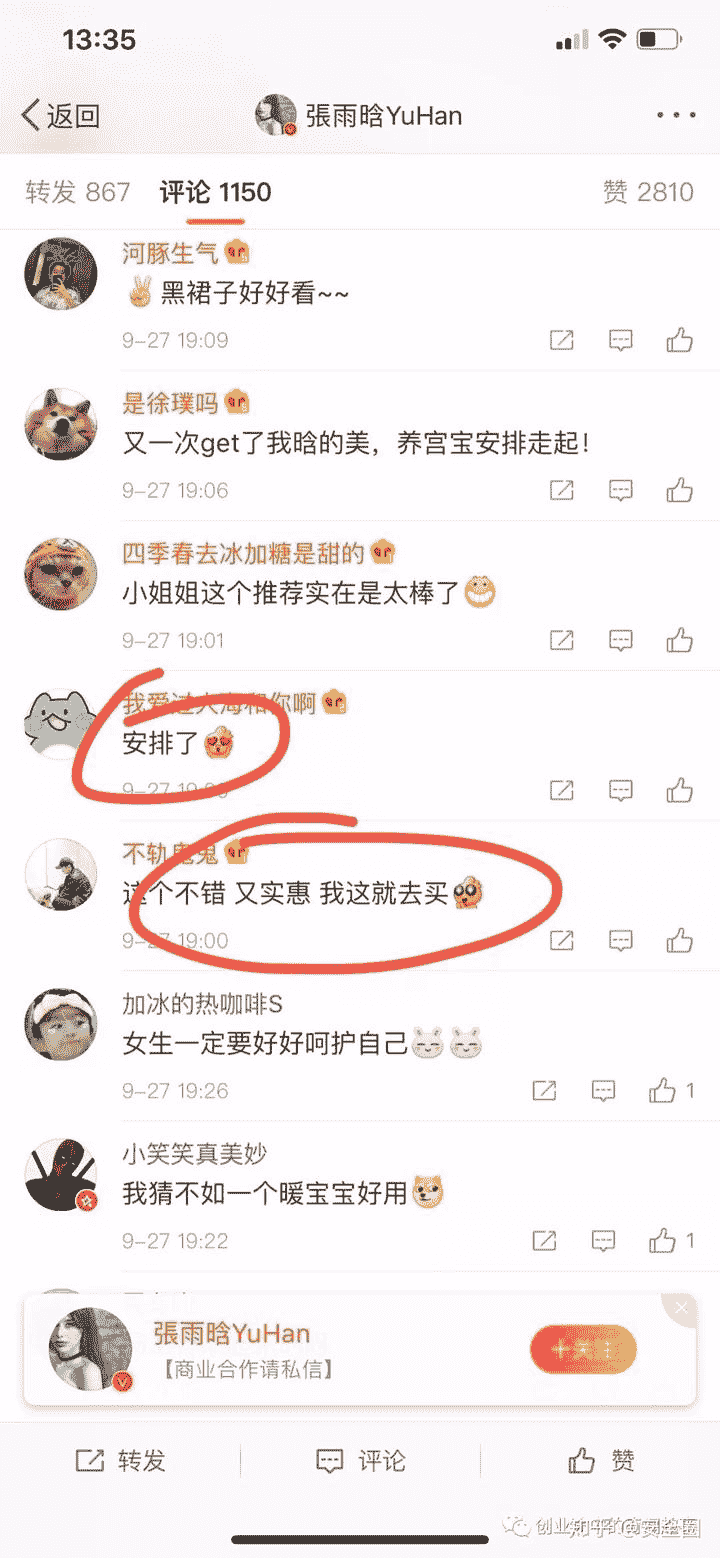 13:35
返回
張雨晗YuHan
转发 867
评论 1150
赞 2810
河豚生气
黑裙子好好看~~
9-27 19:09
是徐璞吗
又一次get了我晗的美，养宫宝安排走起！
9-27 19:06
四季春去冰加糖是甜的
小姐姐这个推荐实在是太棒了
9-27 19:01
我爱过大海和你啊
安排了
9-27 19:00
不轨
这个不错 又实惠 我这就去买
9-27 19:00
加冰的热咖啡S
女生一定要好好呵护自己
9-27 19:26
1
小笑笑真美妙
我猜不如一个暖宝宝好用
9-27 19:22
1
張雨晗YuHan
【商业合作请私信】
+关注
转发
评论
赞